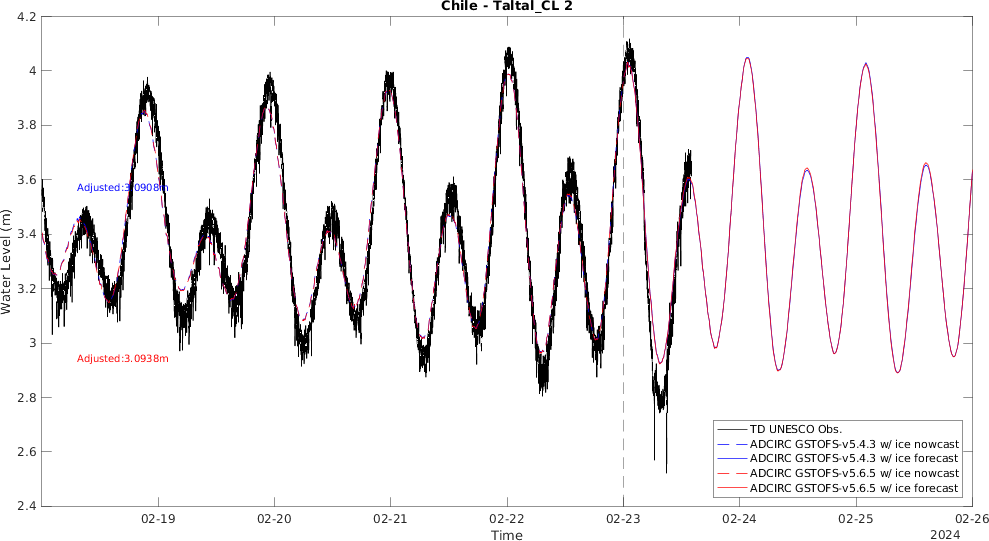 Chile - Taltal_CL 2
4.2
4
3.8
3.6
3.4
3.2
3
2.8
2.6
2.4
Water Level (m)
Adjusted:3.0908m
Adjusted:3.0938m
TD UNESCO Obs.
ADCIRC GSTOFS-v5.4.3 w/ ice nowcast
ADCIRC GSTOFS-v5.4.3 w/ ice forecast
ADCIRC GSTOFS-v5.6.5 w/ ice nowcast
ADCIRC GSTOFS-v5.6.5 w/ ice forecast
02-19 02-20 02-21 02-22 02-23 02-24 02-25 02-26
Time
2024